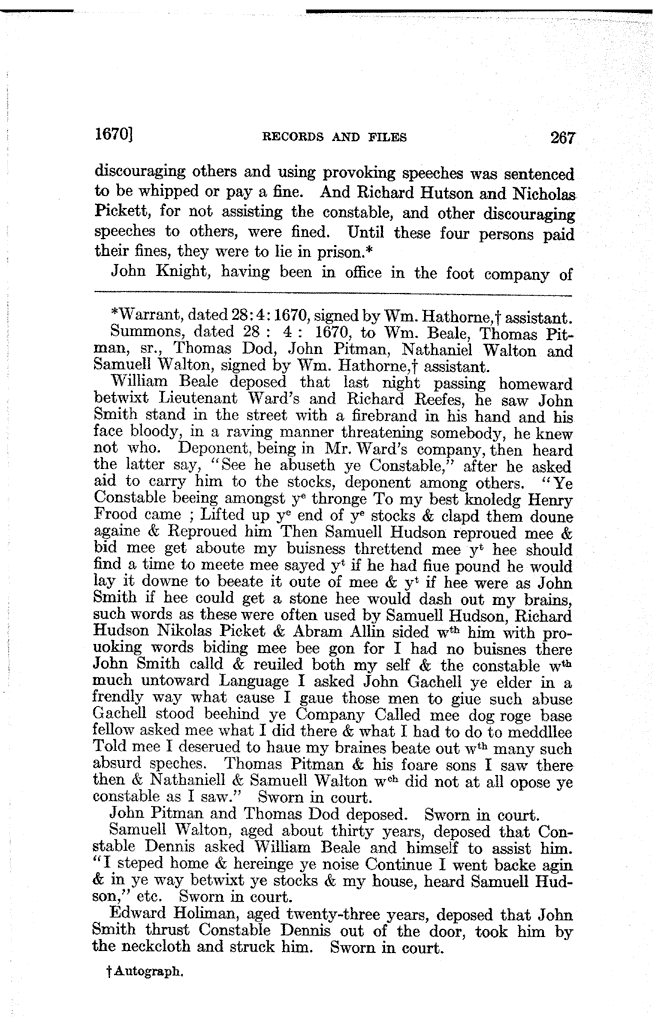 1670] RECORDS AND FILES 267
discouraging others and using provoking speeches was sentenced
to be whipped or pay a fine. And Richard Hutson and Nicholas
Pickett, for not assisting the constable, and other discouraging
speeches to others, were fined. Until these four persons paid
their fines, they were to lie in prison.*
John Knight, having been in office in the foot company of
*Warrant, dated 28: 4: 1670, signed by Wm. Hathorne,† assistant.
Summons, dated 28 : 4 : 1670, to Wm. Beale, Thomas Pit-
man, sr., Thomas Dod, John Pitman, Nathaniel Walton and
Samuell Walton, signed by Wm. Hathorne,† assistant.
William Beale deposed that last night passing homeward
betwixt Lieutenant Ward's and Richard Reefes, he saw John
Smith stand in the street with a firebrand in his hand and his
face bloody, in a raving manner threatening somebody, he knew
not who. Deponent, being in Mr. Ward's company, then heard
the latter say, "See he abuseth ye Constable," after he asked
aid to carry him to the stocks, deponent among others. "Ye
Constable beeing amongst yᵉ thronge To my best knoledg Henry
Frood came ; Lifted up yᵉ end of yᵉ stocks & clapd them doune
againe & Reproued him Then Samuell Hudson reproued mee &
bid mee get aboute my buisness threttend mee yᵗ hee should
find a time to meete mee sayed yᵗ if he had fiue pound he would
lay it downe to beeate it oute of mee & yᵗ if hee were as John
Smith if hee could get a stone hee would dash out my brains,
such words as these were often used by Samuell Hudson, Richard
Hudson Nikolas Picket & Abram Allin sided wᵗʰ him with pro-
uoking words biding mee bee gon for I had no buisnes there
John Smith calld & reuiled both my self & the constable wᵗʰ
much untoward Language I asked John Gachell ye elder in a
frendly way what cause I gaue those men to giue such abuse
Gachell stood beehind ye Company Called mee dog roge base
fellow asked mee what I did there & what I had to do to meddllee
Told mee I deserued to haue my braines beate out wᵗʰ many such
absurd speches. Thomas Pitman & his foare sons I saw there
then & Nathaniell & Samuell Walton wᶜʰ did not at all opose ye
constable as I saw." Sworn in court.
John Pitman and Thomas Dod deposed. Sworn in court.
Samuell Walton, aged about thirty years, deposed that Con-
stable Dennis asked William Beale and himself to assist him.
"I steped home & hereinge ye noise Continue I went backe agin
& in ye way betwixt ye stocks & my house, heard Samuell Hud-
son," etc. Sworn in court.
Edward Holiman, aged twenty-three years, deposed that John
Smith thrust Constable Dennis out of the door, took him by
the neckcloth and struck him. Sworn in court.
†Autograph.